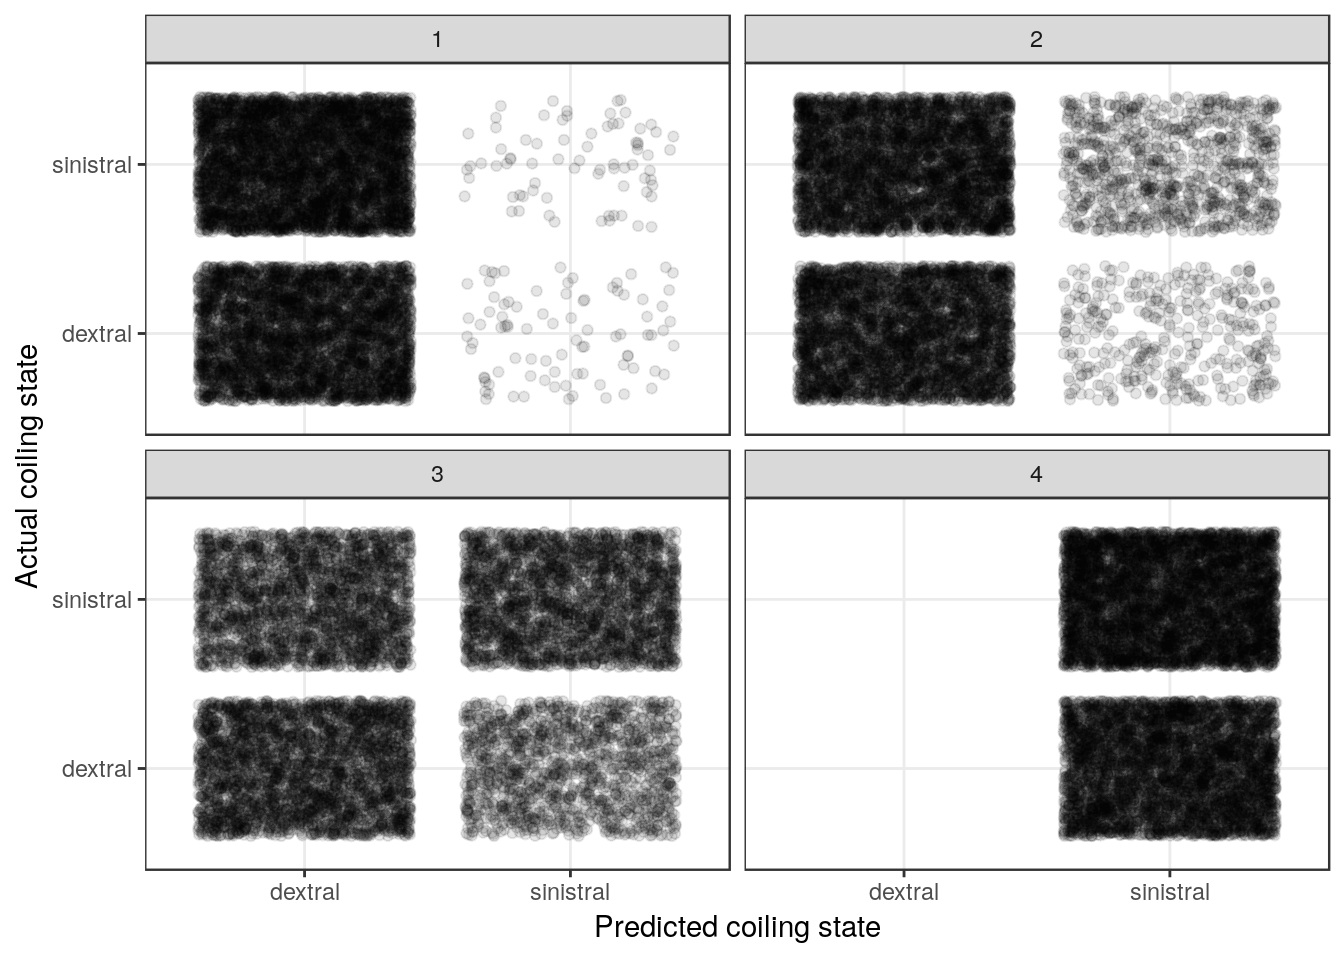 1
2
sinistral
dextral
3
4
sinistral
dextral
dextral
sinistral
dextral
sinistral
Predicted coiling state
Actual coiling state